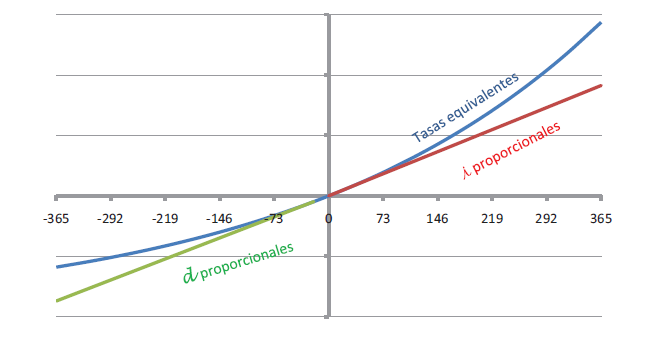 Tasas equivalentes
i proporcionales
-365 -292 -219 -146 -73 0 73 146 219 292 365
d proporcionales